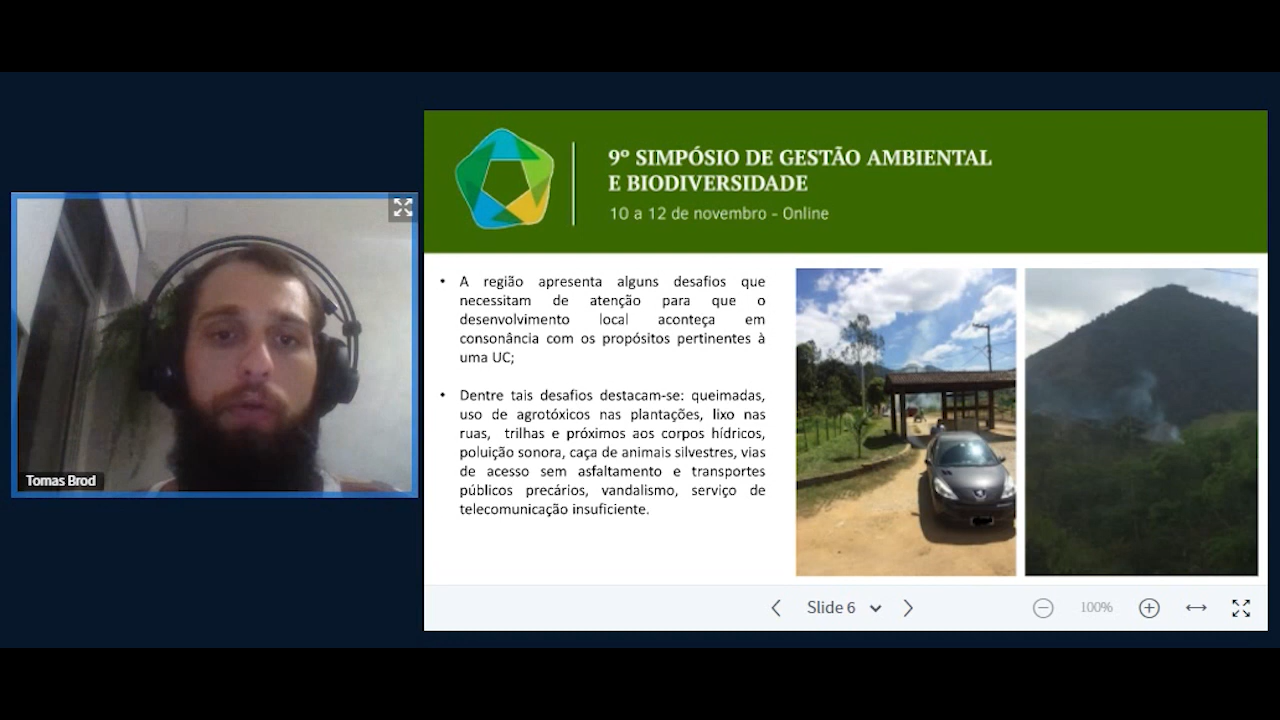 9º SIMPÓSIO DE GESTÃO AMBIENTAL
E BIODIVERSIDADE
10 a 12 de novembro - Online
• A região apresenta alguns desafios que
necessitam de atenção para que o
desenvolvimento local aconteça em
consonância com os propósitos pertinentes à
uma UC;
• Dentre tais desafios destacam-se: queimadas,
uso de agrotóxicos nas plantações, lixo nas
ruas, trilhas e próximos aos corpos hídricos,
poluição sonora, caça de animais silvestres, vias
de acesso sem asfaltamento e transportes
públicos precários, vandalismo, serviço de
telecomunicação insuficiente.
Tomas Brod
Slide 6
100%